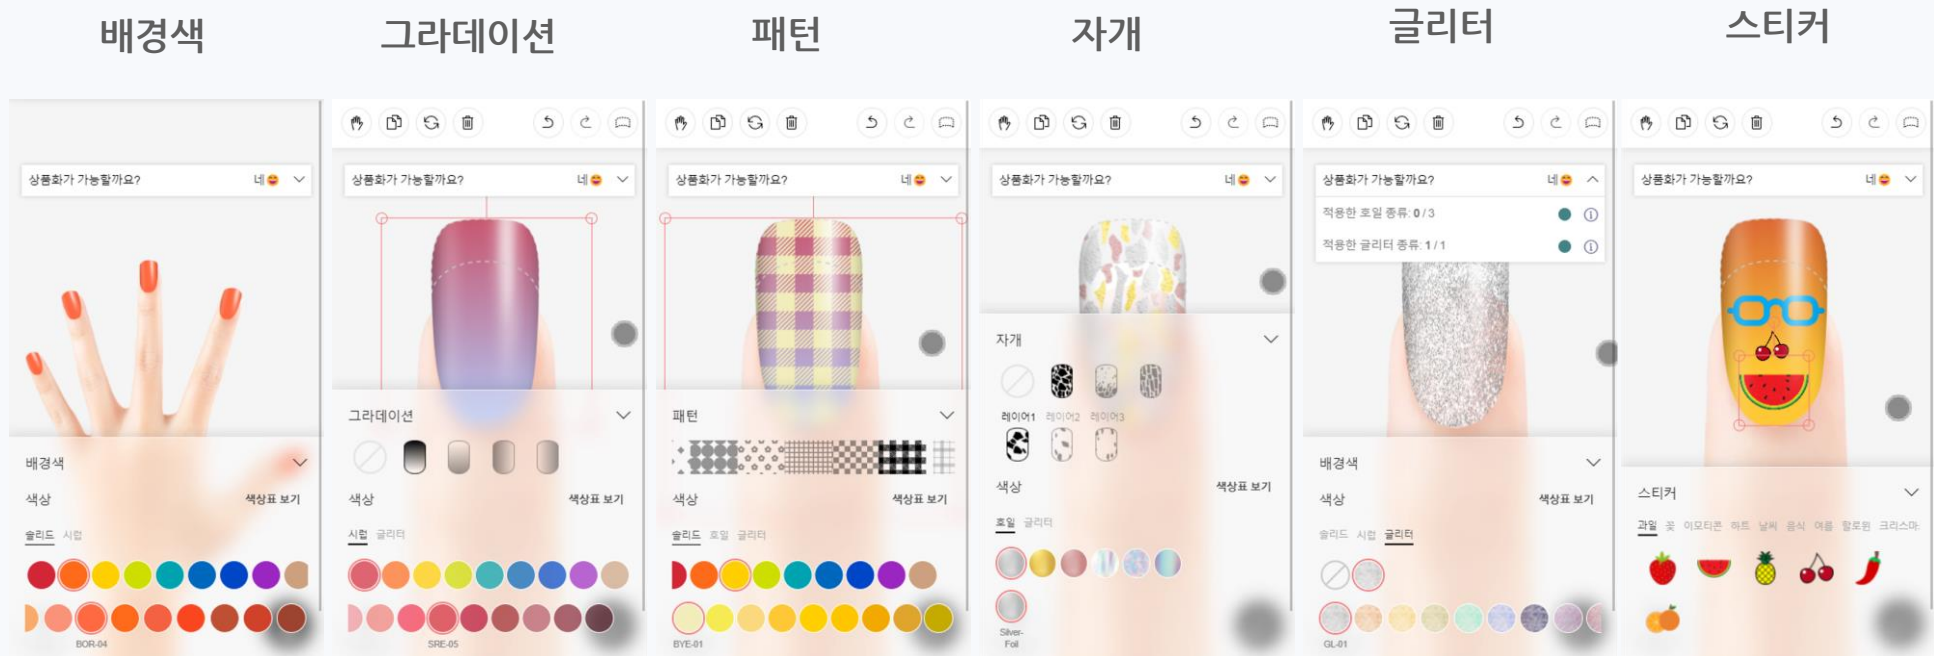 배경색
그라데이션
패턴
자개
글리터
스티커
상품화가 가능할까요? 네
배경색
색상 색상표 보기
솔리드 시럽
BOR-04
상품화가 가능할까요? 네
그라데이션
색상 색상표 보기
시럽 글리터
SRE-05
상품화가 가능할까요? 네
패턴
색상 색상표 보기
솔리드 호일 글리터
BYE-01
상품화가 가능할까요? 네
자개
레이어1 레이어2 레이어3
색상 색상표 보기
호일 글리터
Silver-
Foil
상품화가 가능할까요? 네
적용한 호일 종류: 0 / 3
적용한 글리터 종류: 1 / 1
배경색
색상 색상표 보기
솔리드 시럽 글리터
GL-01
상품화가 가능할까요? 네
스티커
과일 꽃 이모티콘 하트 날씨 음식 여름 할로윈 크리스마